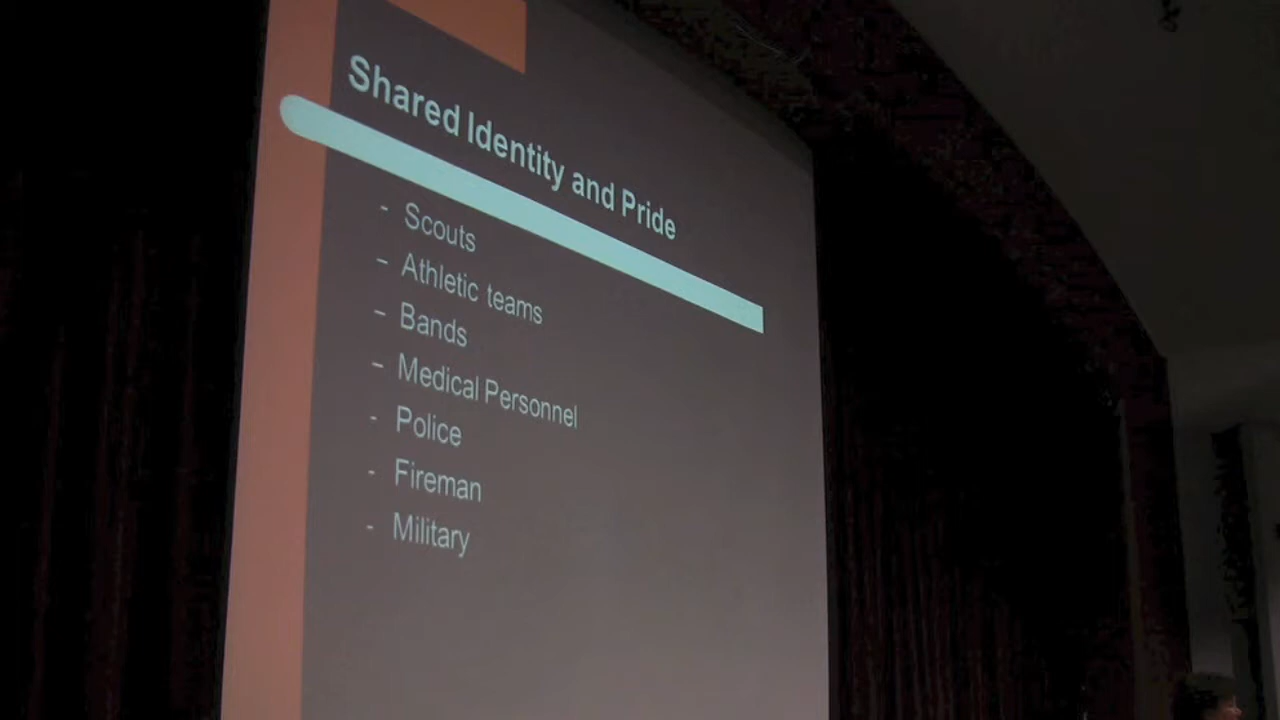 Shared Identity and Pride
- Scouts
- Athletic teams
- Bands
- Medical Personnel
- Police
- Fireman
- Military